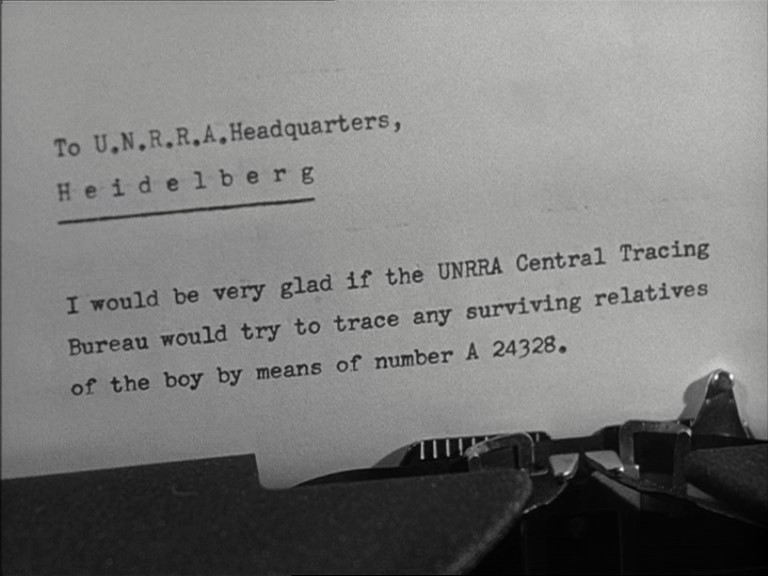 To U.N.R.R.A.Headquarters,
H e i d e l b e r g
I would be very glad if the UNRRA Central Tracing
Bureau would try to trace any surviving relatives
of the boy by means of number A 24328.